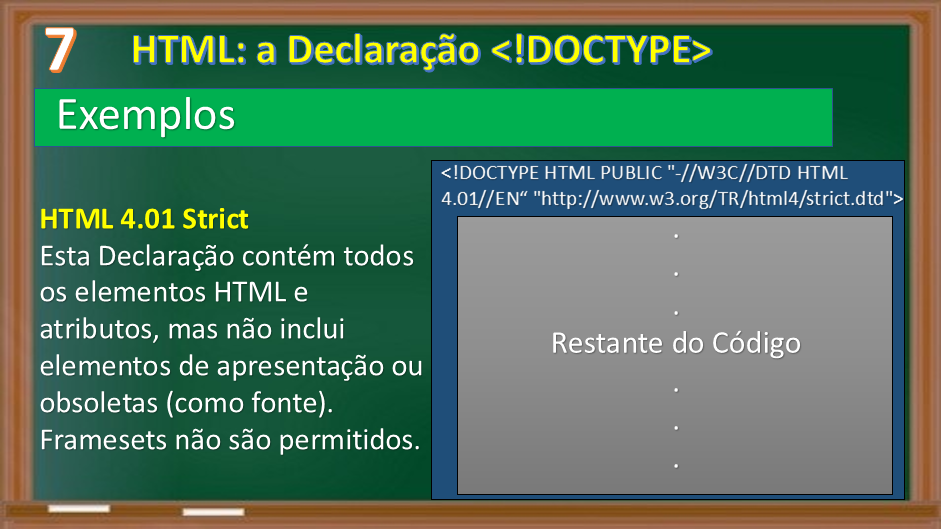 7 HTML: a Declaração <!DOCTYPE>
Exemplos
HTML 4.01 Strict
Esta Declaração contém todos
os elementos HTML e
atributos, mas não inclui
elementos de apresentação ou
obsoletas (como fonte).
Framesets não são permitidos.
<!DOCTYPE HTML PUBLIC "-//W3C//DTD HTML
4.01//EN“ "http://www.w3.org/TR/html4/strict.dtd">
.
.
.
Restante do Código
.
.
.